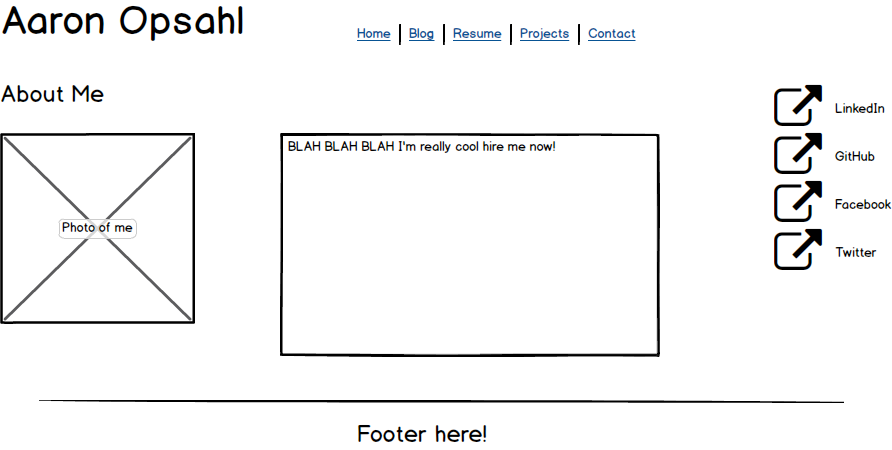 Aaron Opsahl
Home | Blog | Resume | Projects | Contact
About Me
Photo of me
BLAH BLAH BLAH I'm really cool hire me now!
LinkedIn
GitHub
Facebook
Twitter
Footer here!